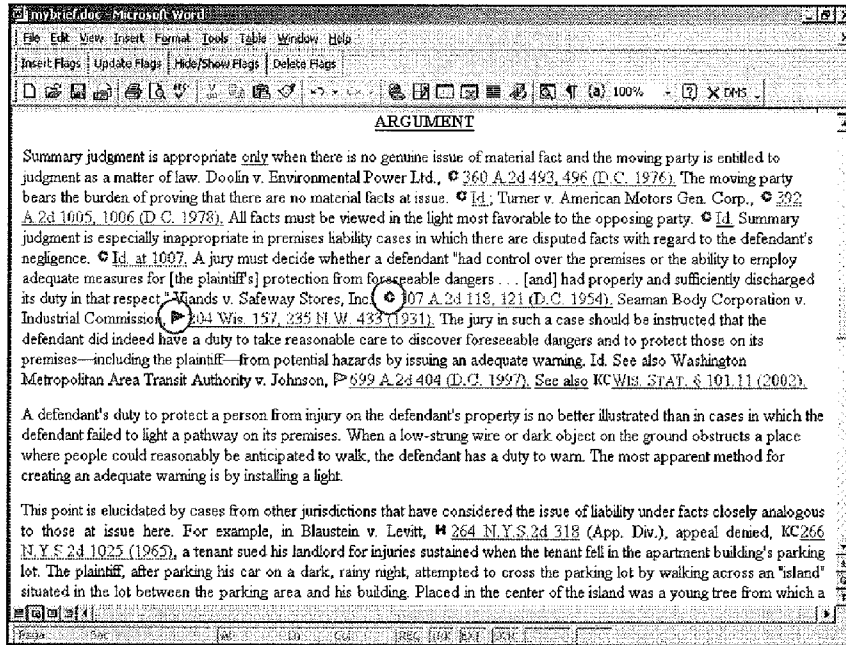 mybrief.doc - Microsoft Word
File Edit View Insert Format Tools Table Window Help
Insert Flags Update Flags Hide/Show Flags Delete Flags
100% DMS
ARGUMENT
Summary judgment is appropriate only when there is no genuine issue of material fact and the moving party is entitled to
judgment as a matter of law. Doolin v. Environmental Power Ltd., C 360 A.2d 493, 496 (D.C. 1976). The moving party
bears the burden of proving that there are no material facts at issue. C Id.; Turner v. American Motors Gen. Corp., C 392
A.2d 1005, 1006 (D.C. 1978). All facts must be viewed in the light most favorable to the opposing party. C Id. Summary
judgment is especially inappropriate in premises liability cases in which there are disputed facts with regard to the defendant's
negligence. C Id. at 1007. A jury must decide whether a defendant "had control over the premises or the ability to employ
adequate measures for [the plaintiff's] protection from foreseeable dangers . . . [and] had properly and sufficiently discharged
its duty in that respect." Viands v. Safeway Stores, Inc. C 107 A.2d 118, 121 (D.C. 1954). Seaman Body Corporation v.
Industrial Commission, 204 Wis. 157, 235 N.W. 433 (1931). The jury in such a case should be instructed that the
defendant did indeed have a duty to take reasonable care to discover foreseeable dangers and to protect those on its
premises—including the plaintiff—from potential hazards by issuing an adequate warning. Id. See also Washington
Metropolitan Area Transit Authority v. Johnson, 699 A.2d 404 (D.C. 1997). See also KC WIS. STAT. § 101.11 (2002).
A defendant's duty to protect a person from injury on the defendant's property is no better illustrated than in cases in which the
defendant failed to light a pathway on its premises. When a low-strung wire or dark object on the ground obstructs a place
where people could reasonably be anticipated to walk, the defendant has a duty to warn. The most apparent method for
creating an adequate warning is by installing a light.
This point is elucidated by cases from other jurisdictions that have considered the issue of liability under facts closely analogous
to those at issue here. For example, in Blaustein v. Levitt, H 264 N.Y.S.2d 318 (App. Div.), appeal denied, KC 266
N.Y.S.2d 1025 (1965), a tenant sued his landlord for injuries sustained when the tenant fell in the apartment building's parking
lot. The plaintiff, after parking his car on a dark, rainy night, attempted to cross the parking lot by walking across an "island"
situated in the lot between the parking area and his building. Placed in the center of the island was a young tree from which a